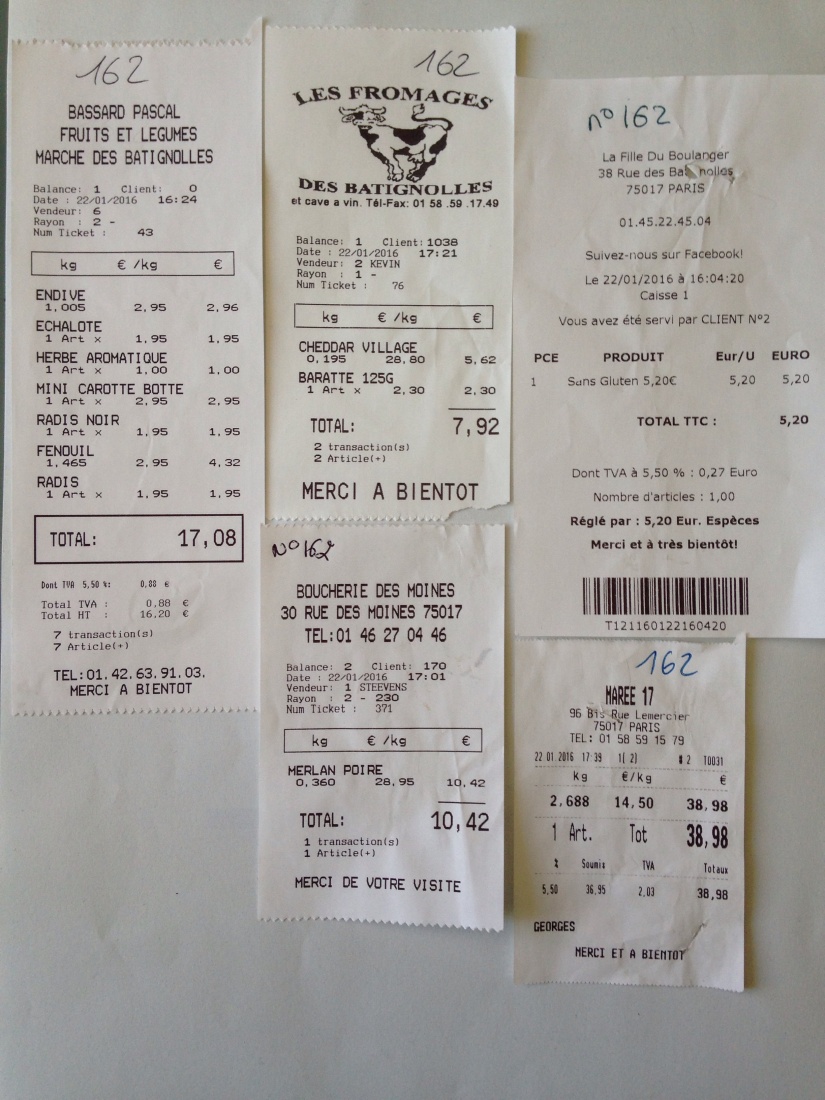 162
BASSARD PASCAL
FRUITS ET LEGUMES
MARCHE DES BATIGNOLLES
Balance: 1 Client: 0
Date : 22/01/2016 16:24
Vendeur: 6
Rayon : 2 -
Num Ticket : 43
kg € /kg €
ENDIVE
1,005 2,95 2,96
ECHALOTE
1 Art x 1,95 1,95
HERBE AROMATIQUE
1 Art x 1,00 1,00
MINI CAROTTE BOTTE
1 Art x 2,95 2,95
RADIS NOIR
1 Art x 1,95 1,95
FENOUIL
1,465 2,95 4,32
RADIS
1 Art x 1,95 1,95
TOTAL: 17,08
Dont TVA 5,50 %: 0,88 €
Total TVA : 0,88 €
Total HT : 16,20 €
7 transaction(s)
7 Article(+)
TEL:01.42.63.91.03.
MERCI A BIENTOT
162
LES FROMAGES
DES BATIGNOLLES
et cave a vin. Tél-Fax: 01 58 .59 .17.49
Balance: 1 Client: 1038
Date : 22/01/2016 17:21
Vendeur: 2 KEVIN
Rayon : 1 -
Num Ticket : 76
kg € /kg €
CHEDDAR VILLAGE
0,195 28,80 5,62
BARATTE 125G
1 Art x 2,30 2,30
TOTAL: 7,92
2 transaction(s)
2 Article(+)
MERCI A BIENTOT
N° 162
BOUCHERIE DES MOINES
30 RUE DES MOINES 75017
TEL:01 46 27 04 46
Balance: 2 Client: 170
Date : 22/01/2016 17:01
Vendeur: 1 STEEVENS
Rayon : 2 - 230
Num Ticket : 371
kg € /kg €
MERLAN POIRE
0,360 28,95 10,42
TOTAL: 10,42
1 transaction(s)
1 Article(+)
MERCI DE VOTRE VISITE
n° 162
La Fille Du Boulanger
38 Rue des Batignolles
75017 PARIS
01.45.22.45.04
Suivez-nous sur Facebook!
Le 22/01/2016 à 16:04:20
Caisse 1
Vous avez été servi par CLIENT N°2
PCE PRODUIT Eur/U EURO
1 Sans Gluten 5,20€ 5,20 5,20
TOTAL TTC : 5,20
Dont TVA à 5,50 % : 0,27 Euro
Nombre d'articles : 1,00
Réglé par : 5,20 Eur. Espèces
Merci et à très bientôt!
T121160122160420
162
MAREE 17
96 Bis Rue Lemercier
75017 PARIS
TEL: 01 58 59 15 79
22 01 2016 17:39 1( 2) # 2 T0031
kg €/kg €
2,688 14,50 38,98
1 Art. Tot 38,98
% Soumis TVA Totaux
5,50 36,95 2,03 38,98
GEORGES
MERCI ET A BIENTOT